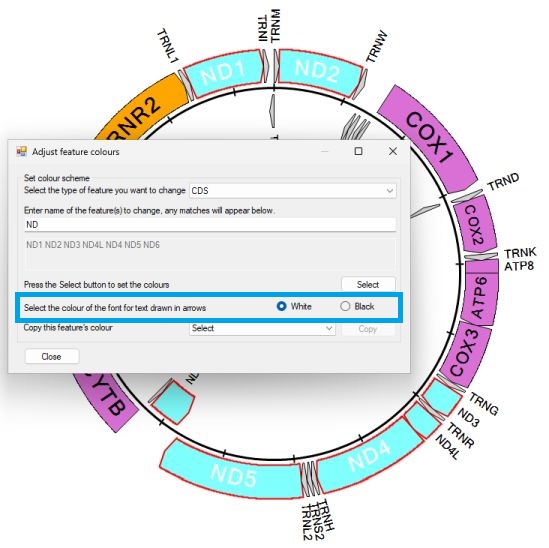 TRNL1
TRNI
TRNM
TRNW
ND1
ND2
RNR2
COX1
TRND
COX2
TRNK
ATP8
ATP6
COX3
TRNG
ND3
TRNR
ND4L
ND4
TRNH
TRNS2
TRNL2
ND5
YTB
Adjust feature colours
Set colour scheme
Select the type of feature you want to change
CDS
Enter name of the feature(s) to change, any matches will appear below.
ND
ND1 ND2 ND3 ND4L ND4 ND5 ND6
Press the Select button to set the colours
Select
Select the colour of the font for text drawn in arrows
White
Black
Copy this feature's colour
Select
Copy
Close